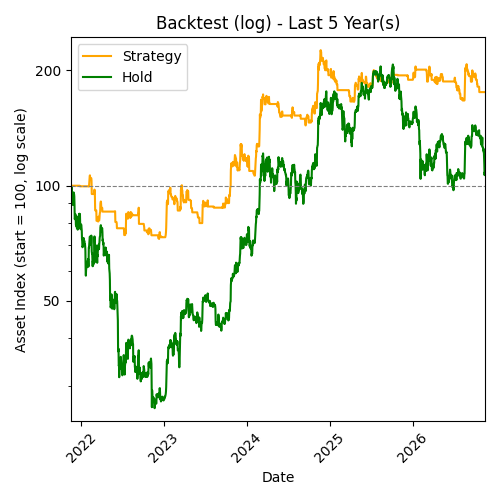 Backtest (log) - Last 5 Year(s)
Strategy
Hold
200
100
50
Asset Index (start = 100, log scale)
2022
2023
2024
2025
2026
Date